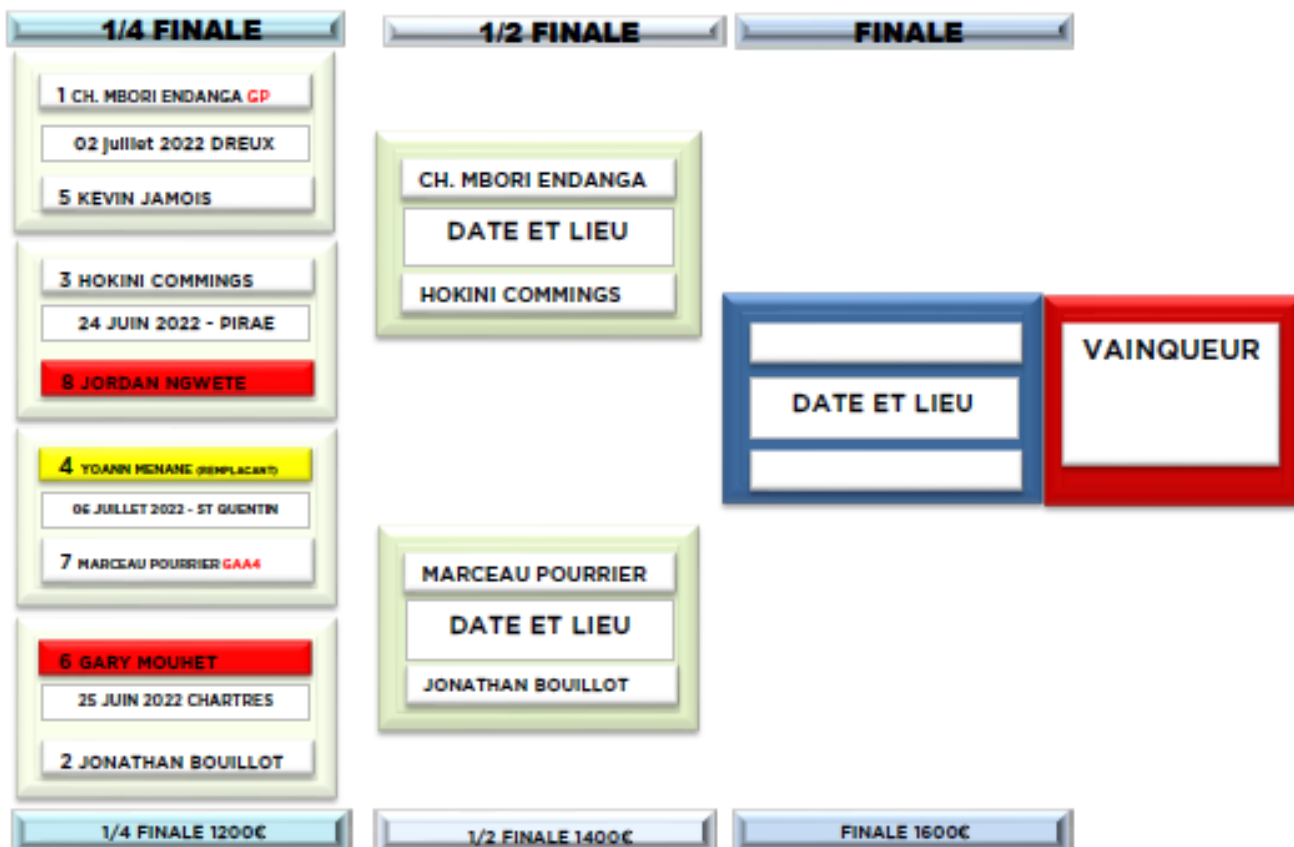 1/4 FINALE
1/2 FINALE
FINALE
1 CH. MBORI ENDANGA GP
02 juillet 2022 DREUX
5 KEVIN JAMOIS
3 HOKINI COMMINGS
24 JUIN 2022 - PIRAE
8 JORDAN NGWETE
4 YOANN MENANE (REMPLACANT)
06 JUILLET 2022 - ST QUENTIN
7 MARCEAU POURRIER GAA4
6 GARY MOUHET
25 JUIN 2022 CHARTRES
2 JONATHAN BOUILLOT
CH. MBORI ENDANGA
DATE ET LIEU
HOKINI COMMINGS
MARCEAU POURRIER
DATE ET LIEU
JONATHAN BOUILLOT
DATE ET LIEU
VAINQUEUR
1/4 FINALE 1200€
1/2 FINALE 1400€
FINALE 1600€